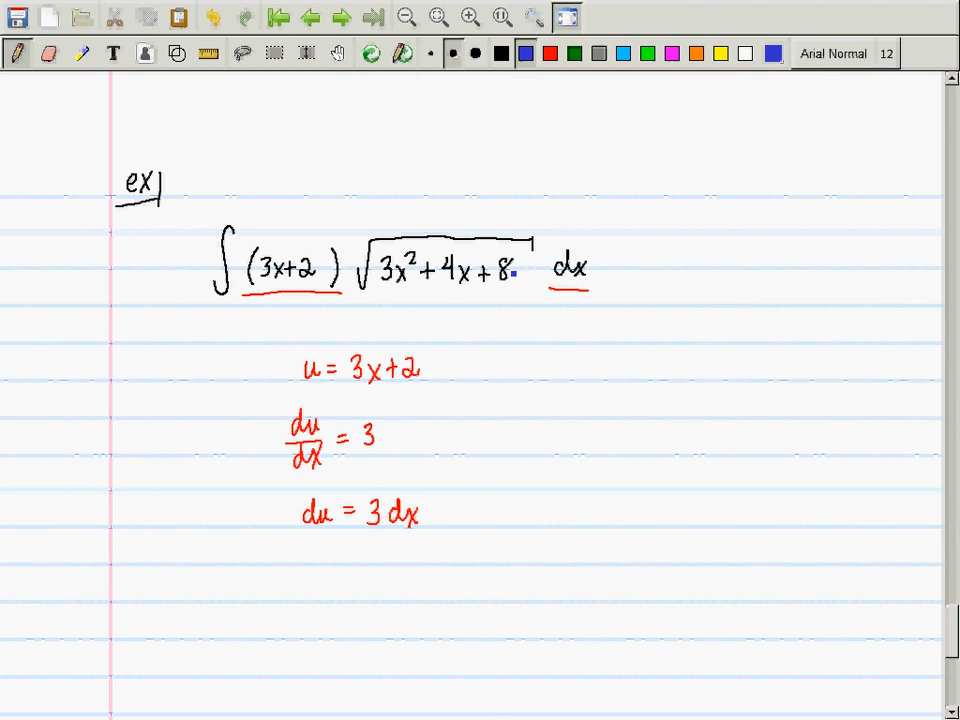 Arial Normal 12
ex
∫ (3x+2) √(3x²+4x+8) dx
u = 3x+2
du/dx = 3
du = 3 dx